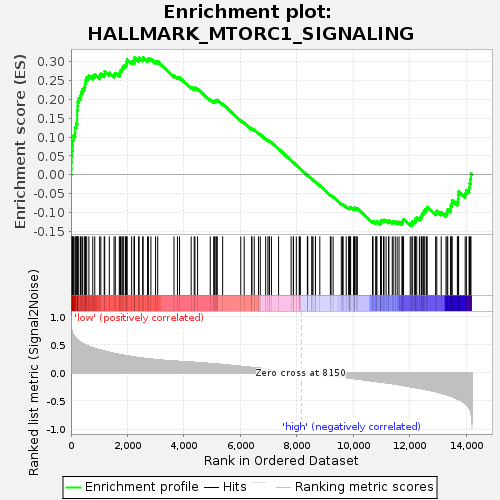 Enrichment plot:
HALLMARK_MTORC1_SIGNALING
Enrichment score (ES)
0.30
0.25
0.20
0.15
0.10
0.05
0.00
-0.05
-0.10
-0.15
Ranked list metric (Signal2Noise)
1.0
0.5
0.0
-0.5
-1.0
'low' (positively correlated)
Zero cross at 8150
'high' (negatively correlated)
0
2,000
4,000
6,000
8,000
10,000
12,000
14,000
Rank in Ordered Dataset
Enrichment profile
Hits
Ranking metric scores